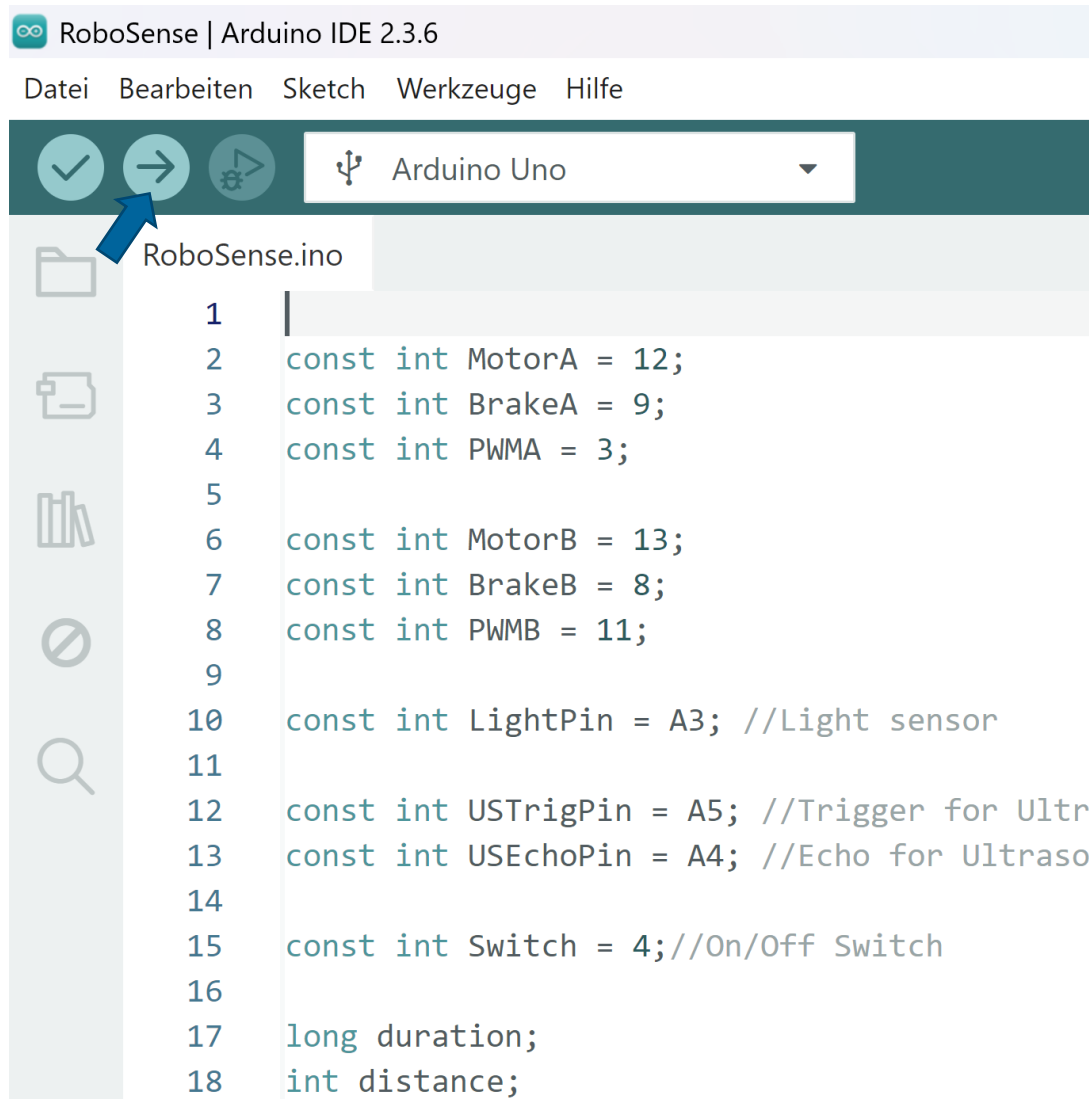 RoboSense | Arduino IDE 2.3.6
Datei Bearbeiten Sketch Werkzeuge Hilfe
Arduino Uno
RoboSense.ino
1
2 const int MotorA = 12;
3 const int BrakeA = 9;
4 const int PWMA = 3;
5
6 const int MotorB = 13;
7 const int BrakeB = 8;
8 const int PWMB = 11;
9
10 const int LightPin = A3; //Light sensor
11
12 const int USTrigPin = A5; //Trigger for Ultr
13 const int USEchoPin = A4; //Echo for Ultraso
14
15 const int Switch = 4;//On/Off Switch
16
17 long duration;
18 int distance;